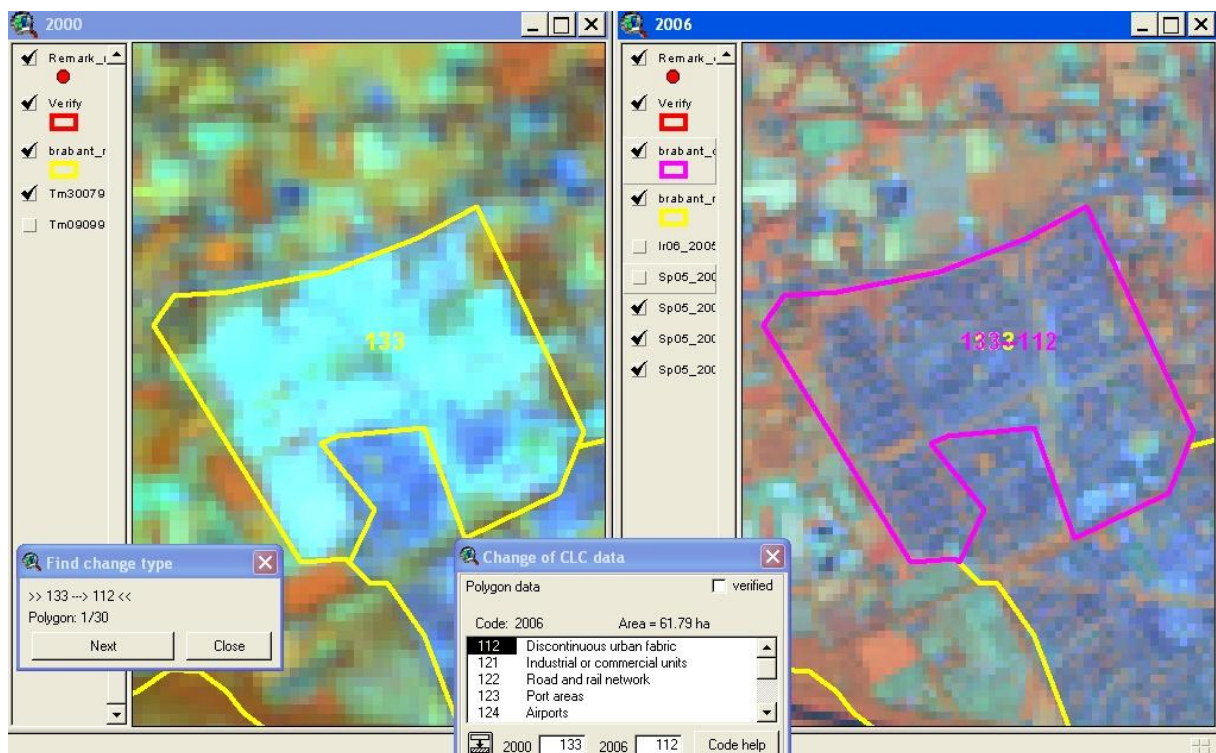 2000
Remark_
Verify
brabant_r
Tm30079
Tm09099
133
2006
Remark_
Verify
brabant_
brabant_r
Ir06_2005
Sp05_200
Sp05_200
Sp05_200
Sp05_200
112
Find change type
>> 133 ---> 112 <<
Polygon: 1/30
Next Close
Change of CLC data
Polygon data verified
Code: 2006 Area = 61.79 ha
112 Discontinuous urban fabric
121 Industrial or commercial units
122 Road and rail network
123 Port areas
124 Airports
2000 133 2006 112 Code help